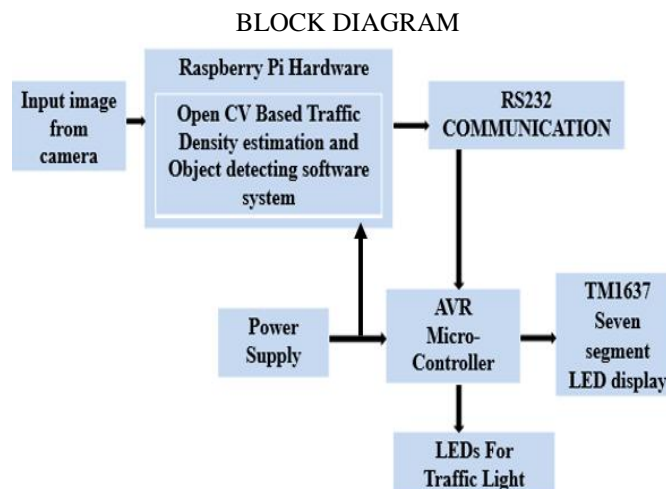 BLOCK DIAGRAM
Raspberry Pi Hardware
Input image
from
camera
Open CV Based Traffic
Density estimation and
Object detecting software
system
RS232
COMMUNICATION
Power
Supply
AVR
Micro-
Controller
TM1637
Seven
segment
LED display
LEDs For
Traffic Light